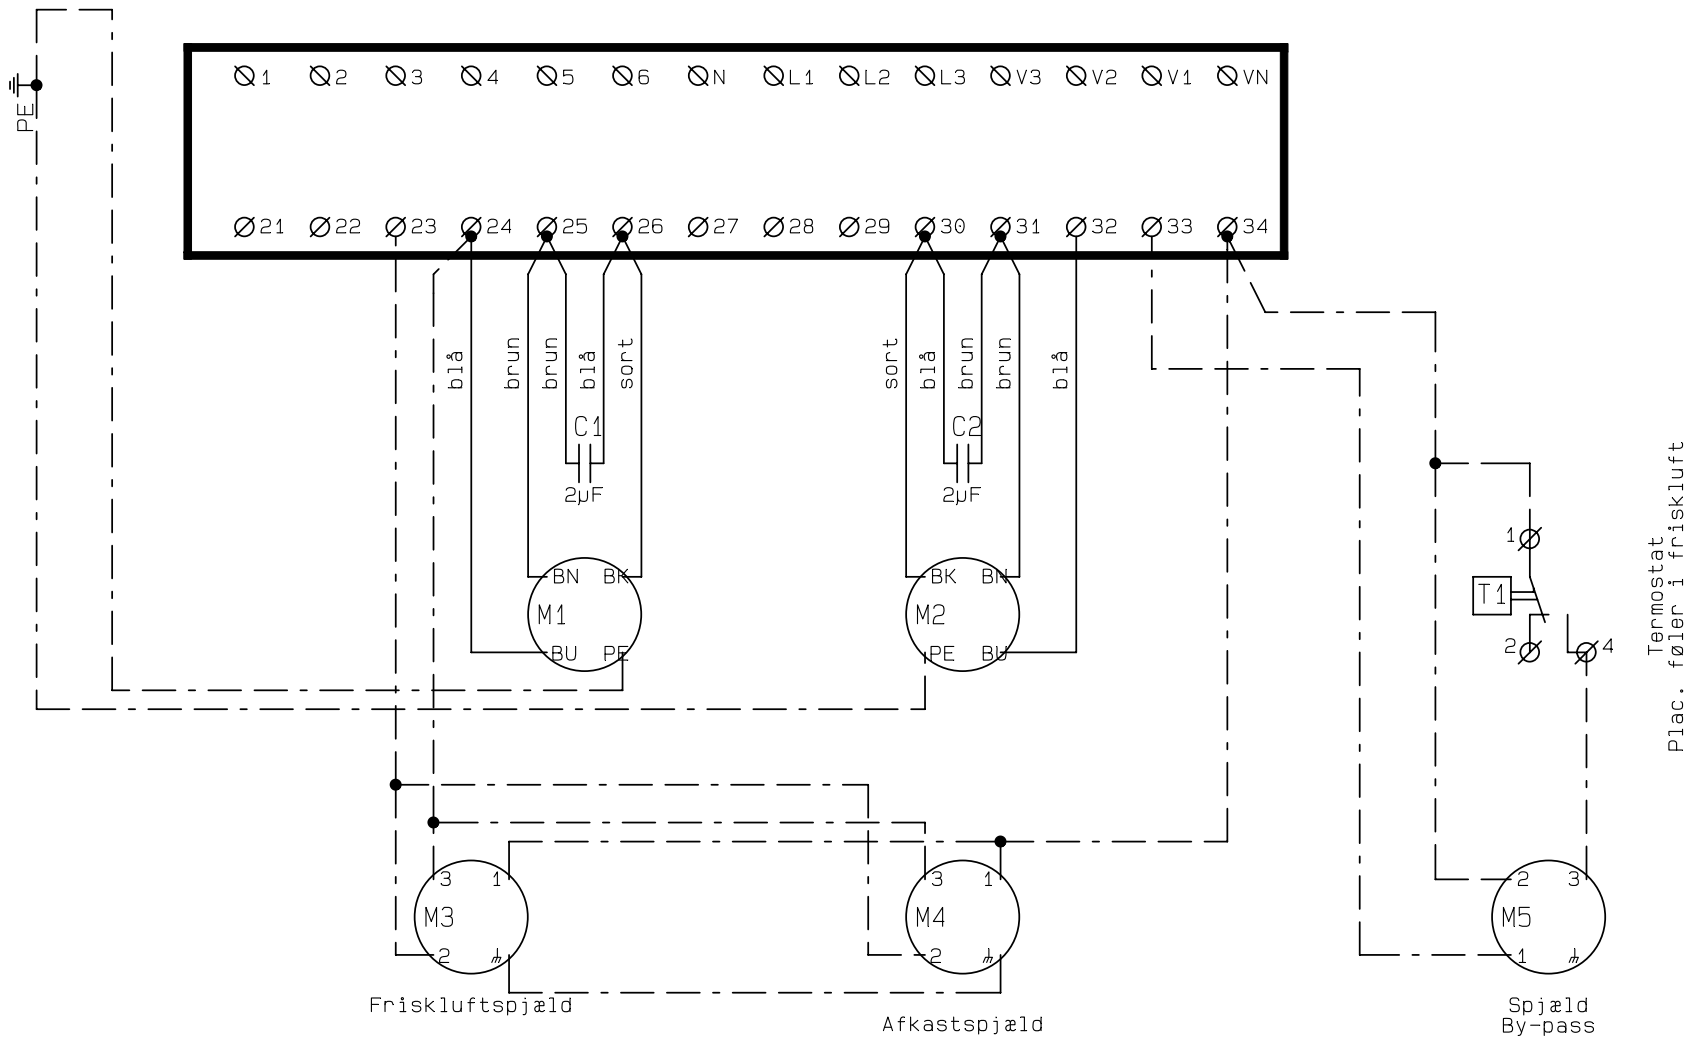 1 2 3 4 5 6 N L1 L2 L3 V3 V2 V1 VN
PE
21 22 23 24 25 26 27 28 29 30 31 32 33 34
blå brun brun blå sort sort blå brun brun blå
C1 C2
2µF 2µF
Termostat
Plac. føler i friskluft
1
BN BK BK BN
T1
M1 M2
BU PE PE BU
2 4
3 1 3 1 2 3
M3 M4 M5
2 2 1
Friskluftspjæld
Afkastspjæld
Spjæld
By-pass